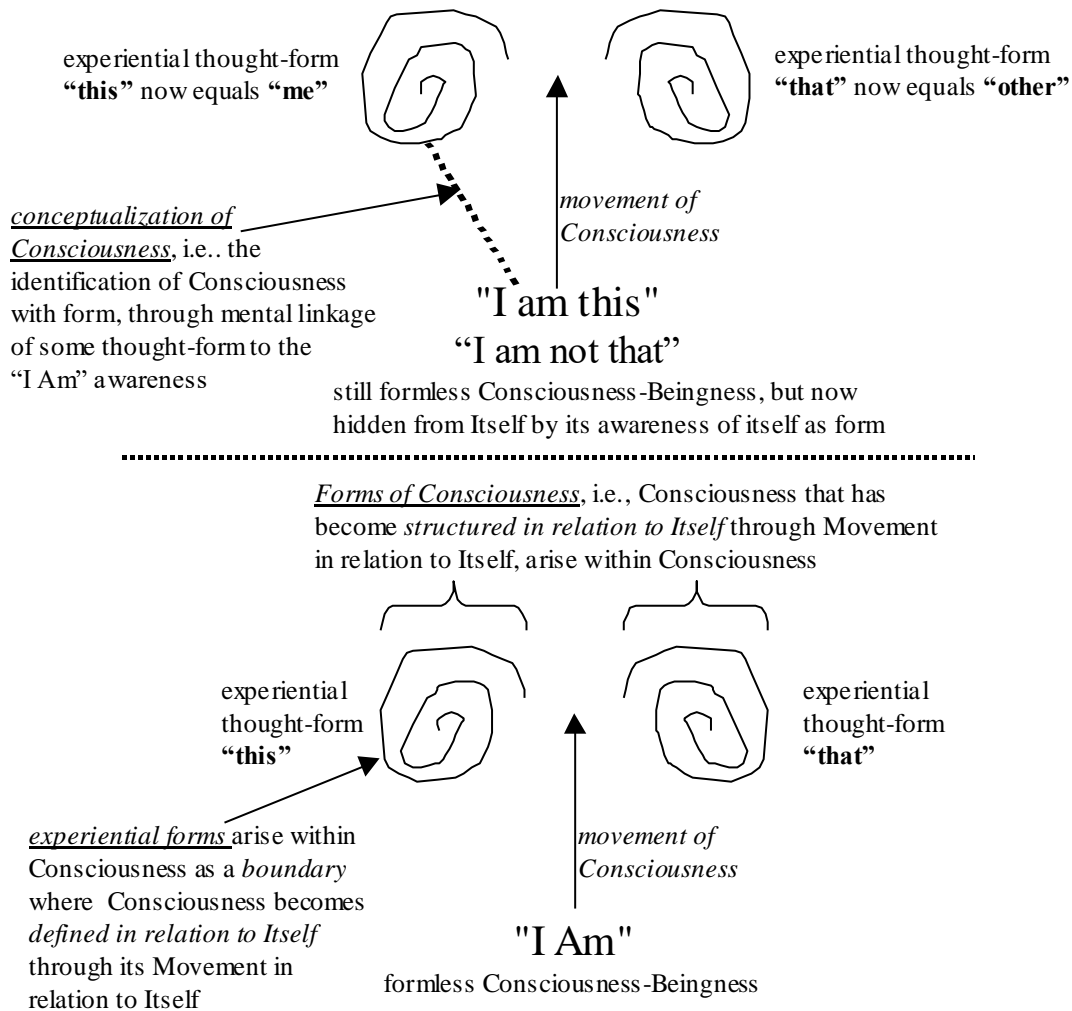 experiential thought-form
“this” now equals “me”
experiential thought-form
“that” now equals “other”
movement of
Consciousness
conceptualization of
Consciousness, i.e.. the
identification of Consciousness
with form, through mental linkage
of some thought-form to the
“I Am” awareness
"I am this"
“I am not that”
still formless Consciousness-Beingness, but now
hidden from Itself by its awareness of itself as form
Forms of Consciousness, i.e., Consciousness that has
become structured in relation to Itself through Movement
in relation to Itself, arise within Consciousness
experiential
thought-form
“this”
experiential
thought-form
“that”
experiential forms arise within
Consciousness as a boundary
where Consciousness becomes
defined in relation to Itself
through its Movement in
relation to Itself
movement of
Consciousness
"I Am"
formless Consciousness-Beingness